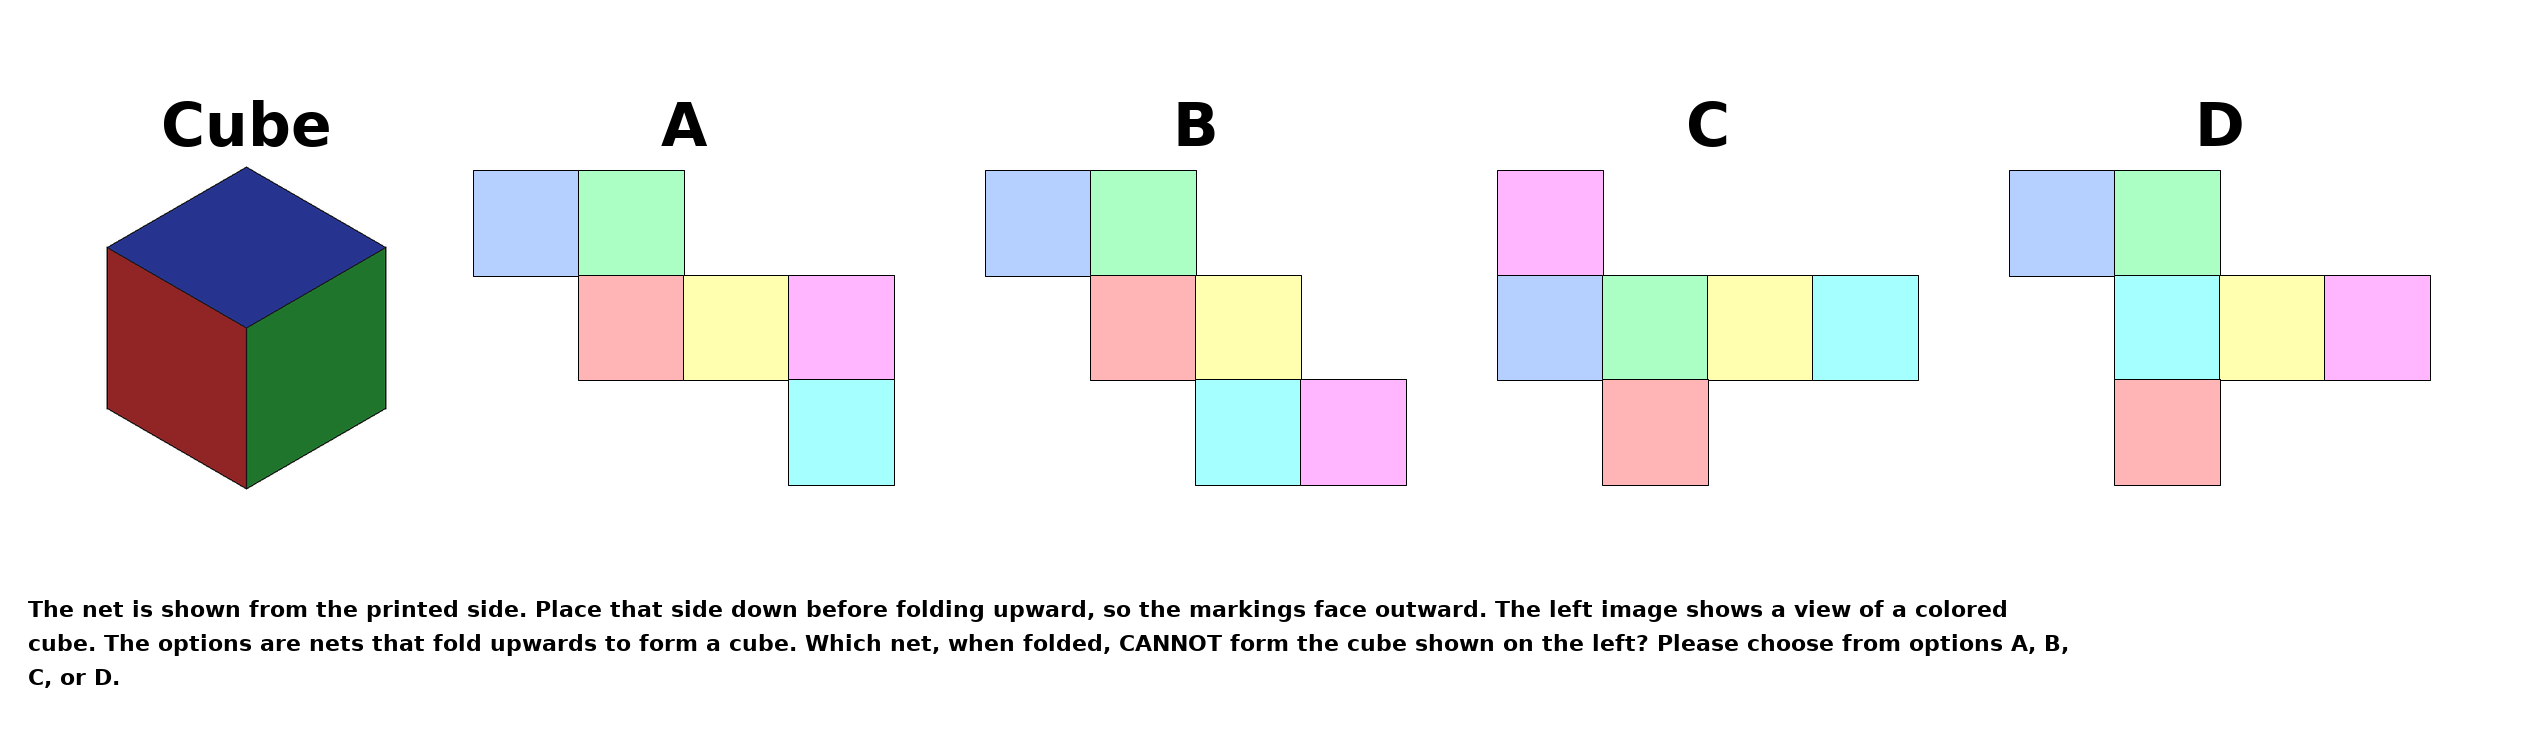 Cube
A
B
C
D
The net is shown from the printed side. Place that side down before folding upward, so the markings face outward. The left image shows a view of a colored
cube. The options are nets that fold upwards to form a cube. Which net, when folded, CANNOT form the cube shown on the left? Please choose from options A, B,
C, or D.